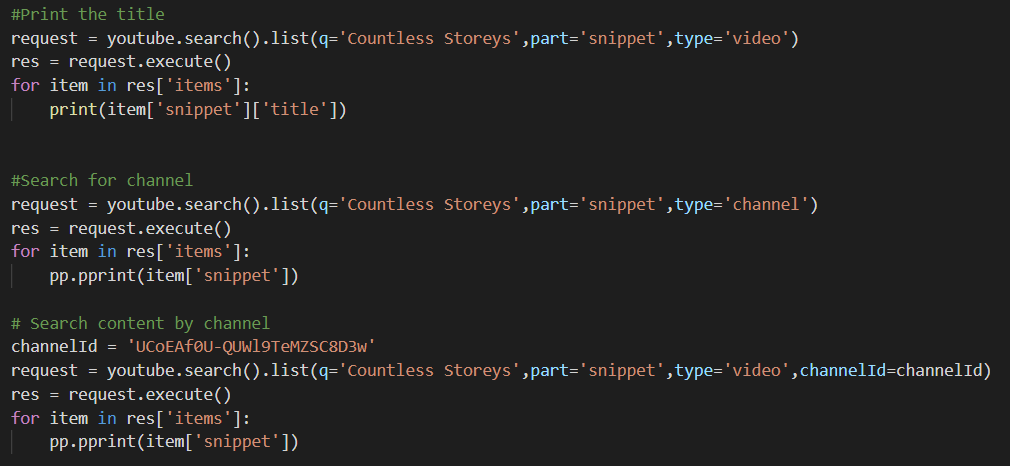 #Print the title
request = youtube.search().list(q='Countless Storeys',part='snippet',type='video')
res = request.execute()
for item in res['items']:
    print(item['snippet']['title'])
#Search for channel
request = youtube.search().list(q='Countless Storeys',part='snippet',type='channel')
res = request.execute()
for item in res['items']:
    pp.pprint(item['snippet'])
# Search content by channel
channelId = 'UCoEAf0U-QUWl9TeMZSC8D3w'
request = youtube.search().list(q='Countless Storeys',part='snippet',type='video',channelId=channelId)
res = request.execute()
for item in res['items']:
    pp.pprint(item['snippet'])